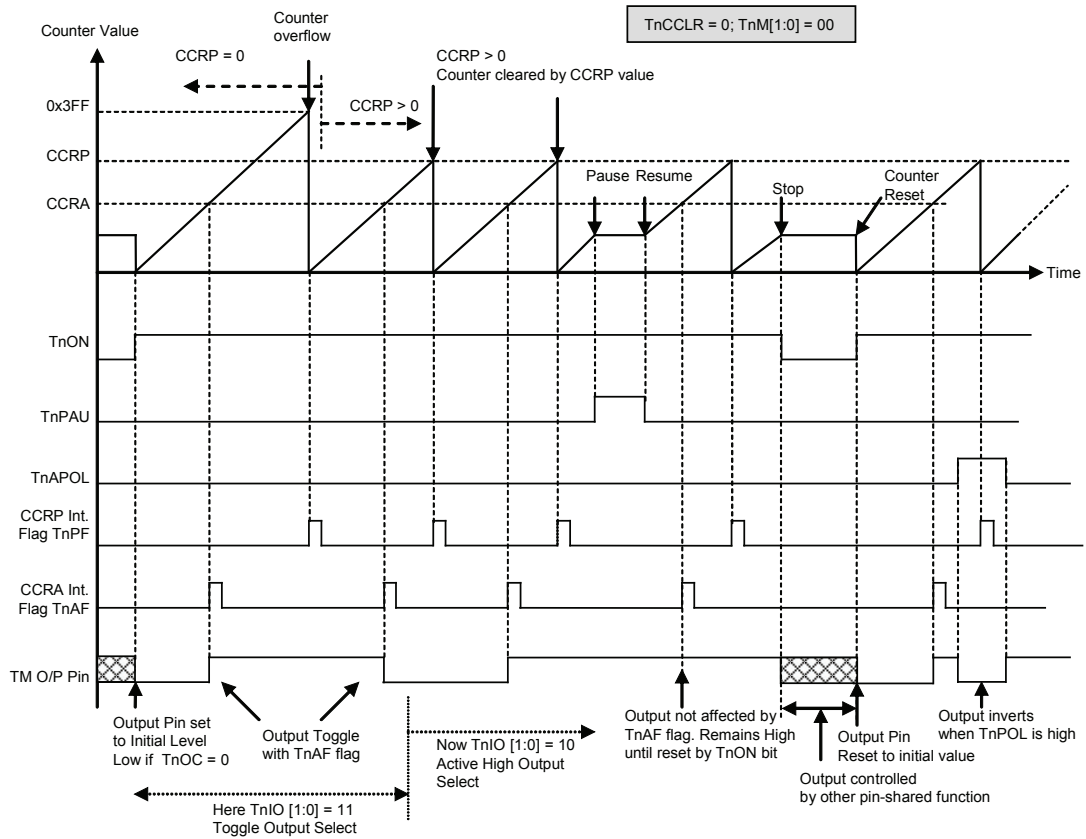 TnCCLR = 0; TnM[1:0] = 00
Counter Value
Counter
overflow
CCRP = 0
CCRP > 0
CCRP > 0
Counter cleared by CCRP value
0x3FF
CCRP
CCRA
Pause Resume
Stop
Counter
Reset
Time
TnON
TnPAU
TnAPOL
CCRP Int.
Flag TnPF
CCRA Int.
Flag TnAF
TM O/P Pin
Output Pin set
to Initial Level
Low if TnOC = 0
Output Toggle
with TnAF flag
Now TnIO [1:0] = 10
Active High Output
Select
Output not affected by
TnAF flag. Remains High
until reset by TnON bit
Output Pin
Reset to initial value
Output inverts
when TnPOL is high
Output controlled
by other pin-shared function
Here TnIO [1:0] = 11
Toggle Output Select